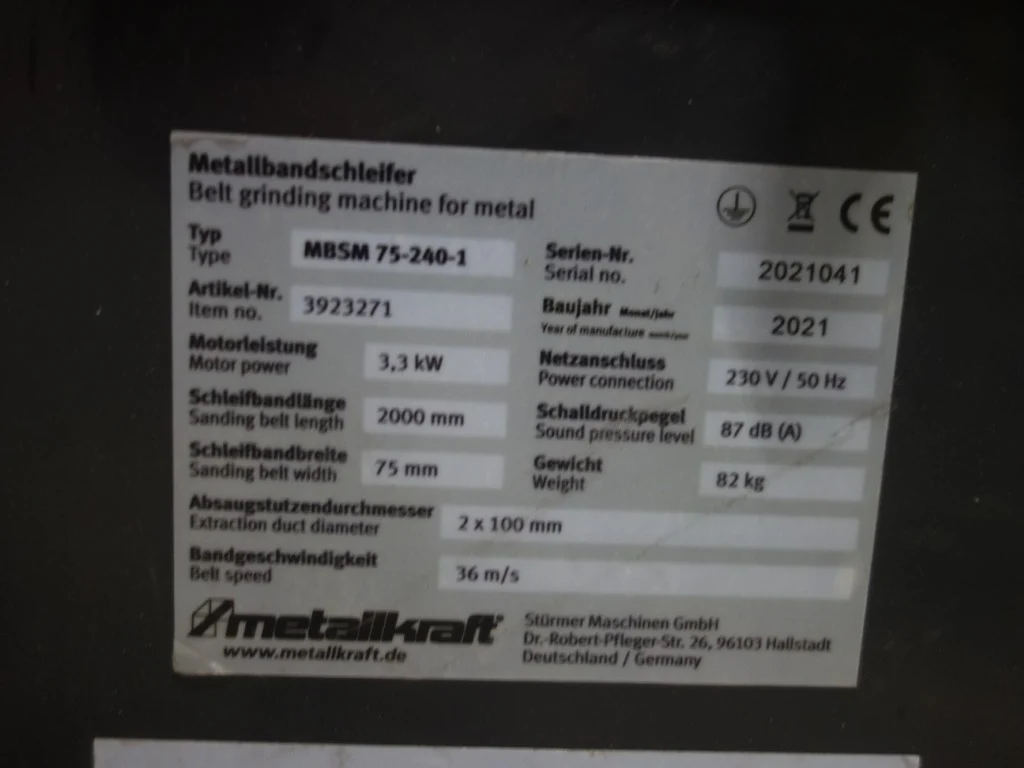 Metallbandschleifer
Belt grinding machine for metal
Typ
Type
MBSM 75-240-1
Serien-Nr.
Serial no.
2021041
Artikel-Nr.
Item no.
3923271
Baujahr Monat/Jahr
Year of manufacture
2021
Motorleistung
Motor power
3,3 kW
Netzanschluss
Power connection
230 V / 50 Hz
Schleifbandlänge
Sanding belt length
2000 mm
Schalldruckpegel
Sound pressure level
87 dB (A)
Schleifbandbreite
Sanding belt width
75 mm
Gewicht
Weight
82 kg
Absaugstutzendurchmesser
Extraction duct diameter
2 x 100 mm
Bandgeschwindigkeit
Belt speed
36 m/s
metallkraft®
www.metallkraft.de
Stürmer Maschinen GmbH
Dr.-Robert-Pfleger-Str. 26, 96103 Hallstadt
Deutschland / Germany
CE